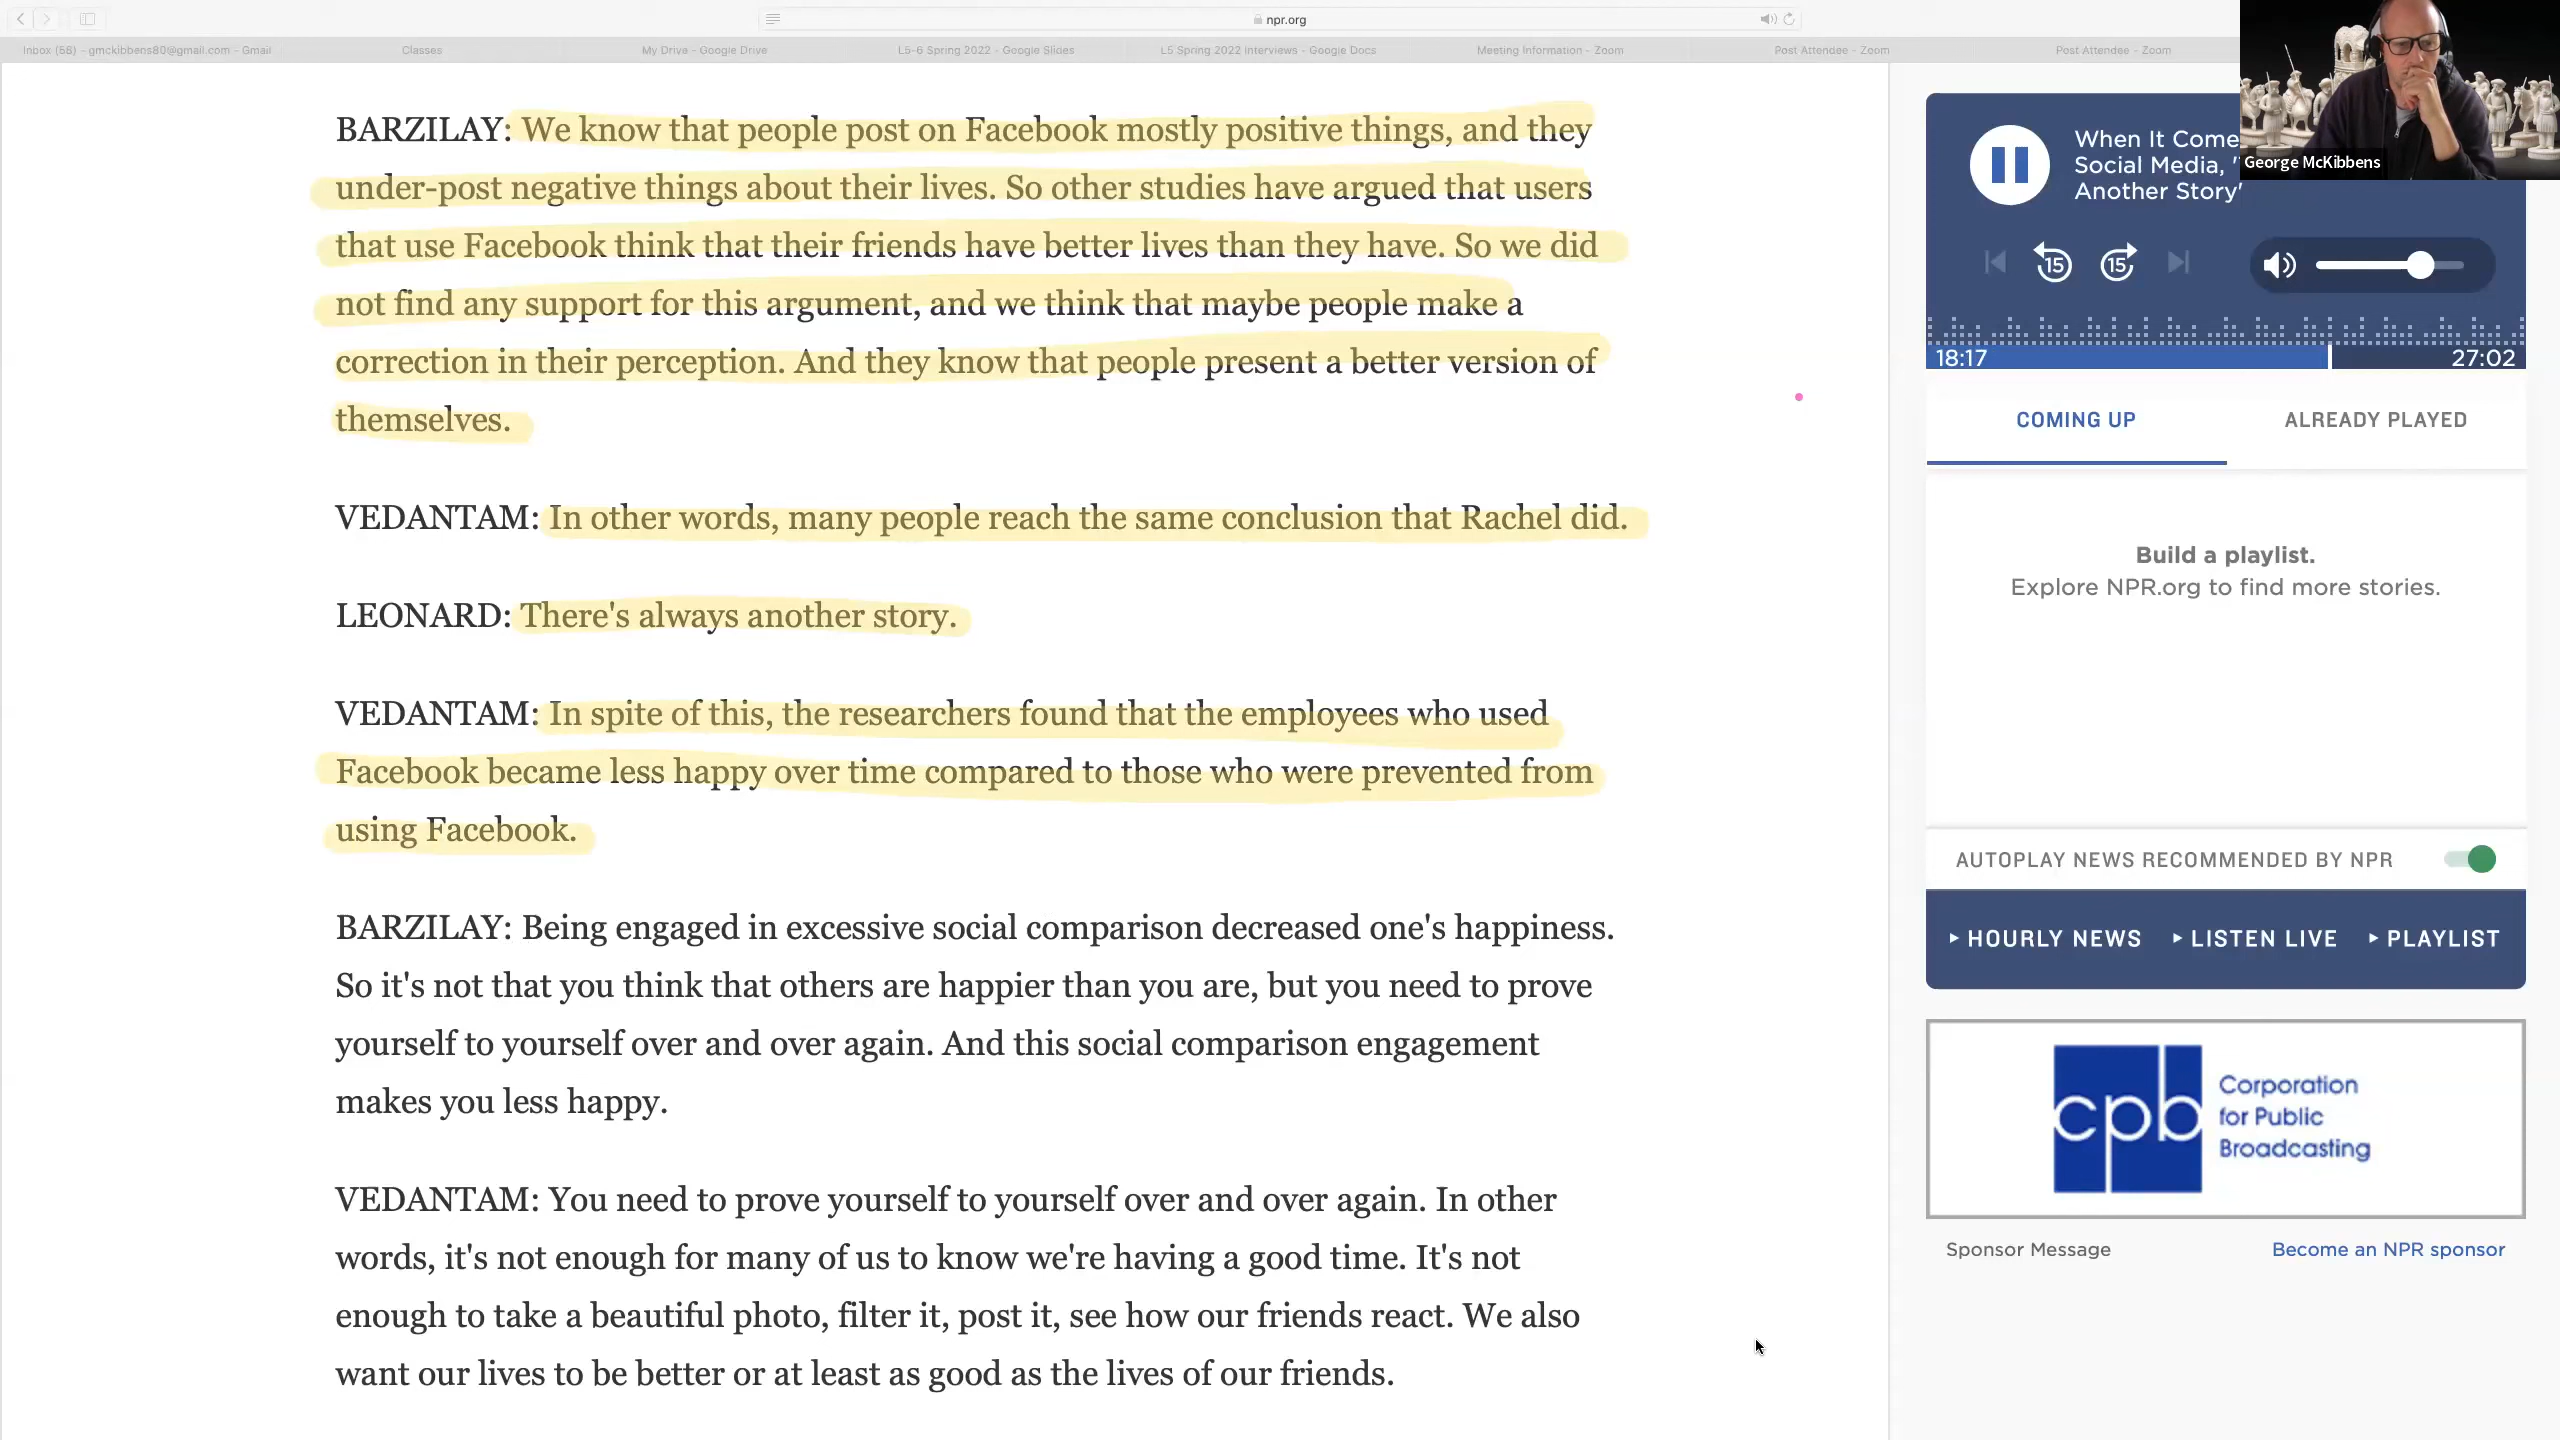 npr.org
Inbox (56) – gmckibbens80@gmail.com – Gmail
Classes
My Drive – Google Drive
L5-6 Spring 2022 – Google Slides
L5 Spring 2022 Interviews – Google Docs
Meeting Information – Zoom
Post Attendee – Zoom
Post Attendee – Zoom
BARZILAY: We know that people post on Facebook mostly positive things, and they
under-post negative things about their lives. So other studies have argued that users
that use Facebook think that their friends have better lives than they have. So we did
not find any support for this argument, and we think that maybe people make a
correction in their perception. And they know that people present a better version of
themselves.
VEDANTAM: In other words, many people reach the same conclusion that Rachel did.
LEONARD: There's always another story.
VEDANTAM: In spite of this, the researchers found that the employees who used
Facebook became less happy over time compared to those who were prevented from
using Facebook.
BARZILAY: Being engaged in excessive social comparison decreased one's happiness.
So it's not that you think that others are happier than you are, but you need to prove
yourself to yourself over and over again. And this social comparison engagement
makes you less happy.
VEDANTAM: You need to prove yourself to yourself over and over again. In other
words, it's not enough for many of us to know we're having a good time. It's not
enough to take a beautiful photo, filter it, post it, see how our friends react. We also
want our lives to be better or at least as good as the lives of our friends.
George McKibbens
When It Come
Social Media, '
Another Story'
15
15
18:17
27:02
COMING UP
ALREADY PLAYED
Build a playlist.
Explore NPR.org to find more stories.
AUTOPLAY NEWS RECOMMENDED BY NPR
HOURLY NEWS
LISTEN LIVE
PLAYLIST
cpb
Corporation
for Public
Broadcasting
Sponsor Message
Become an NPR sponsor